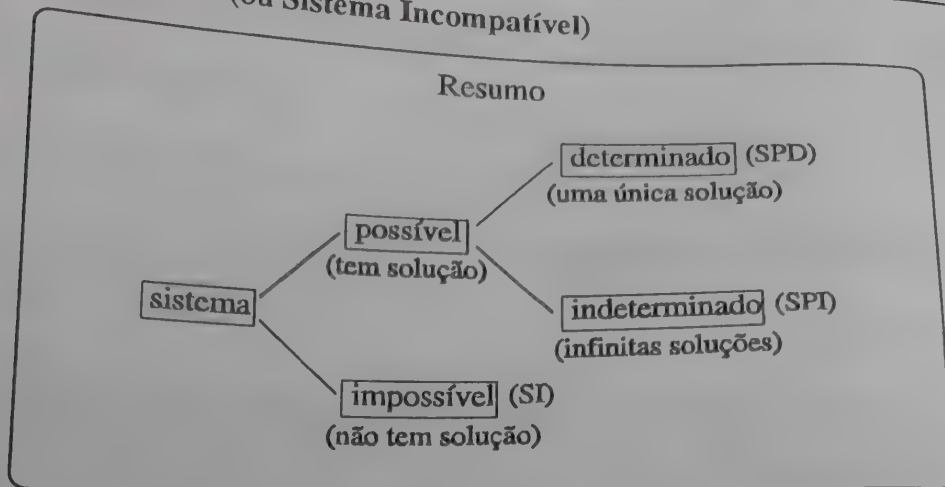 (ou Sistema Incompatível)
Resumo
determinado (SPD)
(uma única solução)
possível
(tem solução)
sistema
indeterminado (SPI)
(infinitas soluções)
impossível (SI)
(não tem solução)